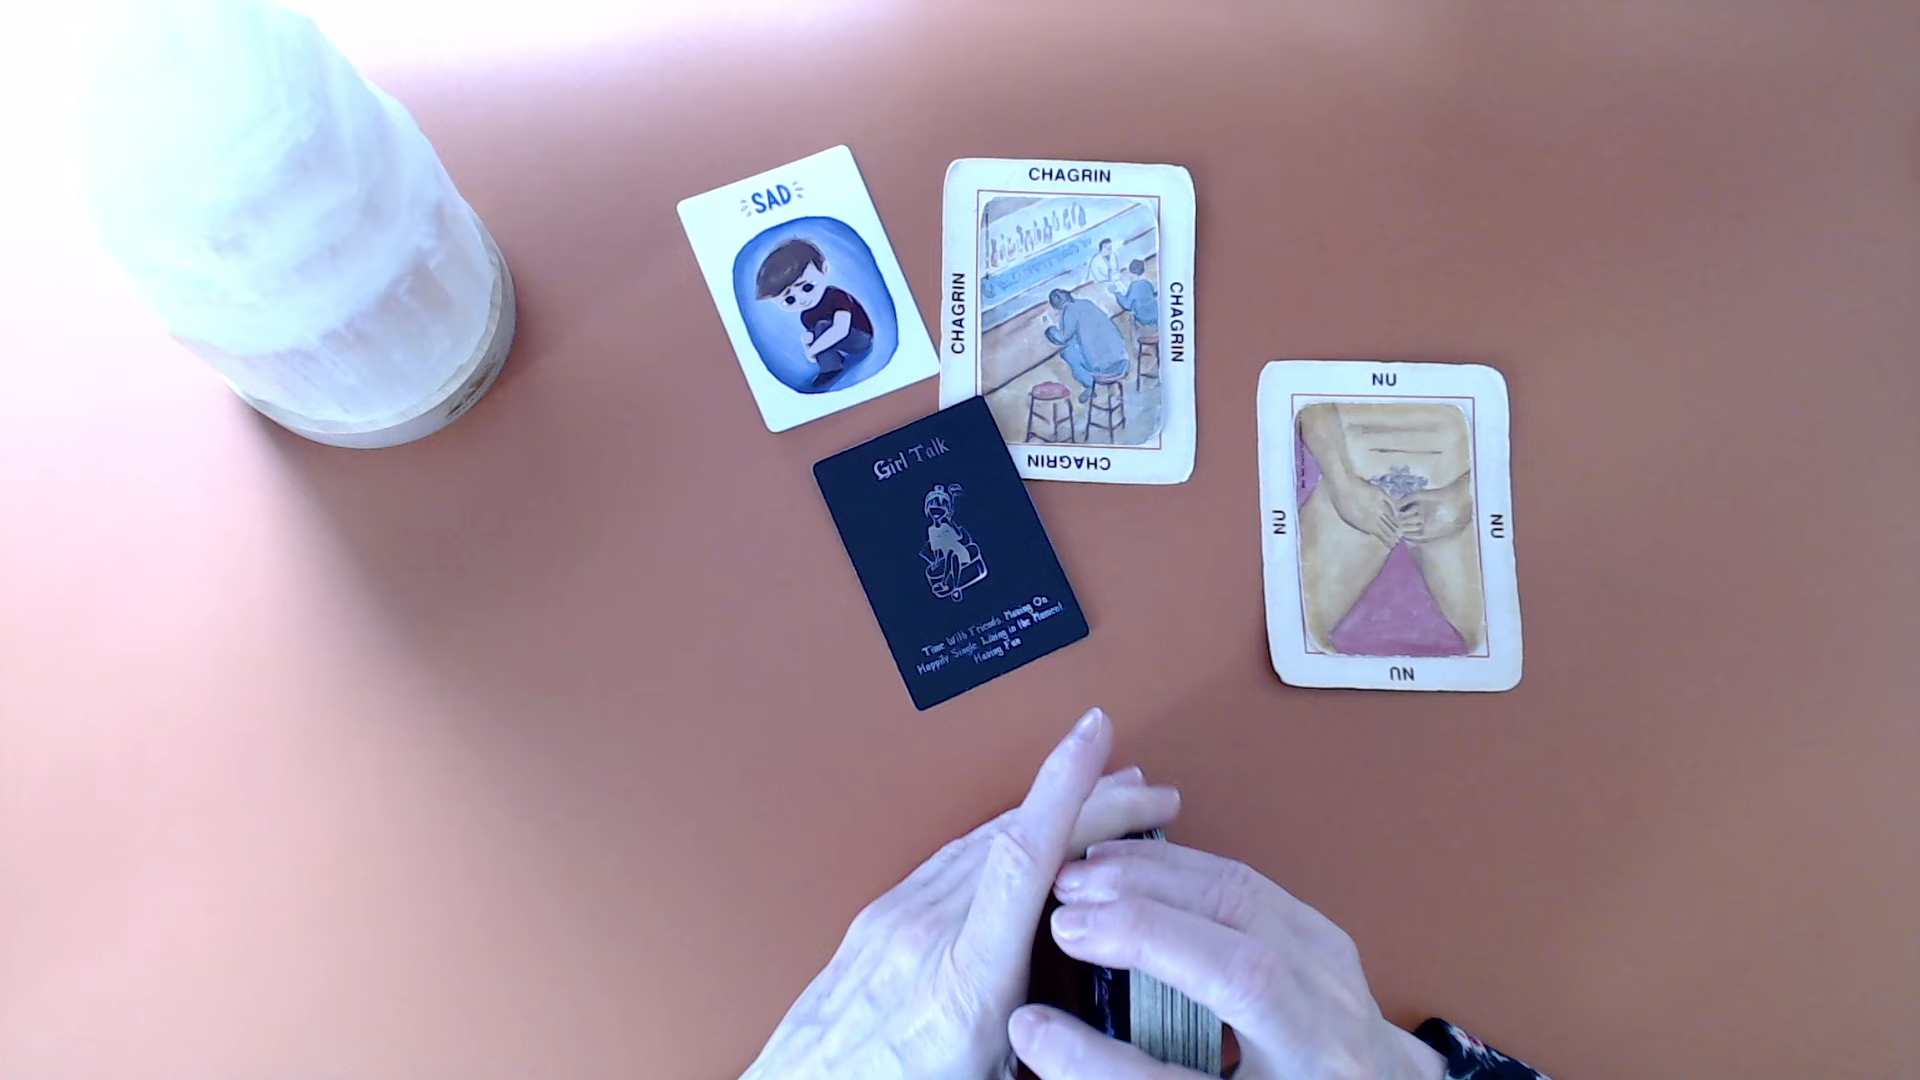 SAD
CHAGRIN
CHAGRIN
CHAGRIN
CHAGRIN
Girl Talk
Time With Friends, Moving On
Happily Single, Living in the Moment
Having Fun
NU
NU
NU
NU